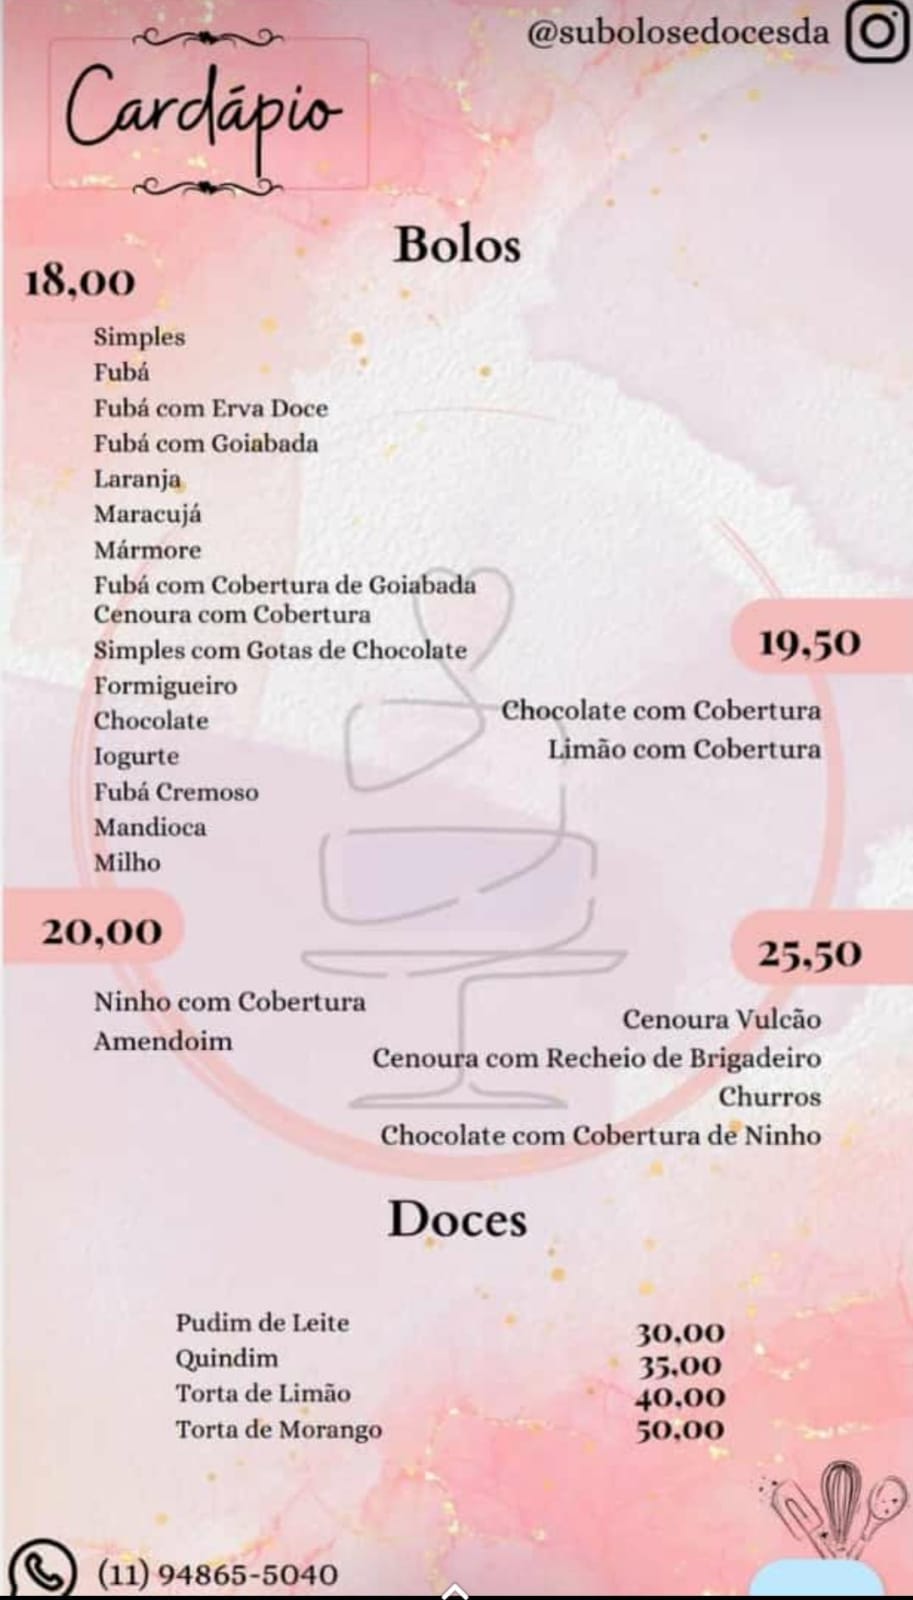 @subolosedocesda
Cardápio
Bolos
18,00
Simples
Fubá
Fubá com Erva Doce
Fubá com Goiabada
Laranja
Maracujá
Mármore
Fubá com Cobertura de Goiabada
Cenoura com Cobertura
Simples com Gotas de Chocolate
Formigueiro
Chocolate
Iogurte
Fubá Cremoso
Mandioca
Milho
19,50
Chocolate com Cobertura
Limão com Cobertura
20,00
Ninho com Cobertura
Amendoim
25,50
Cenoura Vulcão
Cenoura com Recheio de Brigadeiro
Churros
Chocolate com Cobertura de Ninho
Doces
Pudim de Leite 30,00
Quindim 35,00
Torta de Limão 40,00
Torta de Morango 50,00
(11) 94865-5040